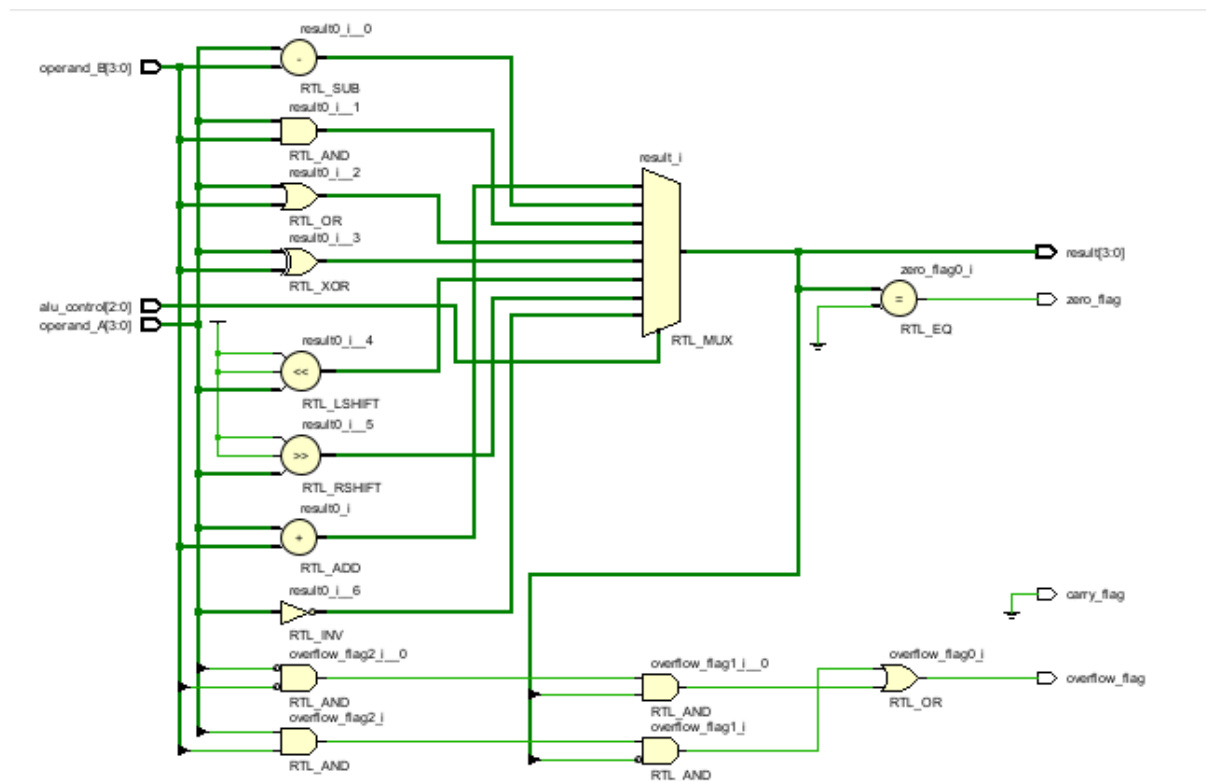 result0_i__0
operand_B[3:0]
-
RTL_SUB
result0_i__1
RTL_AND
result0_i__2
RTL_OR
result0_i__3
RTL_XOR
result_i
RTL_MUX
result[3:0]
zero_flag0_i
=
zero_flag
RTL_EQ
alu_control[2:0]
operand_A[3:0]
result0_i__4
<<
RTL_LSHIFT
result0_i__5
>>
RTL_RSHIFT
result0_i
+
RTL_ADD
result0_i__6
RTL_INV
carry_flag
overflow_flag2_i__0
RTL_AND
overflow_flag1_i__0
RTL_AND
overflow_flag0_i
overflow_flag
RTL_OR
overflow_flag2_i
RTL_AND
overflow_flag1_i
RTL_AND